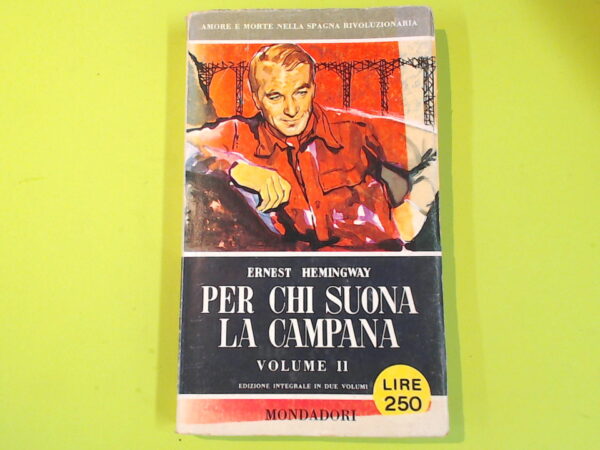 AMORE E MORTE NELLA SPAGNA RIVOLUZIONARIA
ERNEST HEMINGWAY
PER CHI SUONA
LA CAMPANA
VOLUME II
EDIZIONE INTEGRALE IN DUE VOLUMI
LIRE
250
MONDADORI